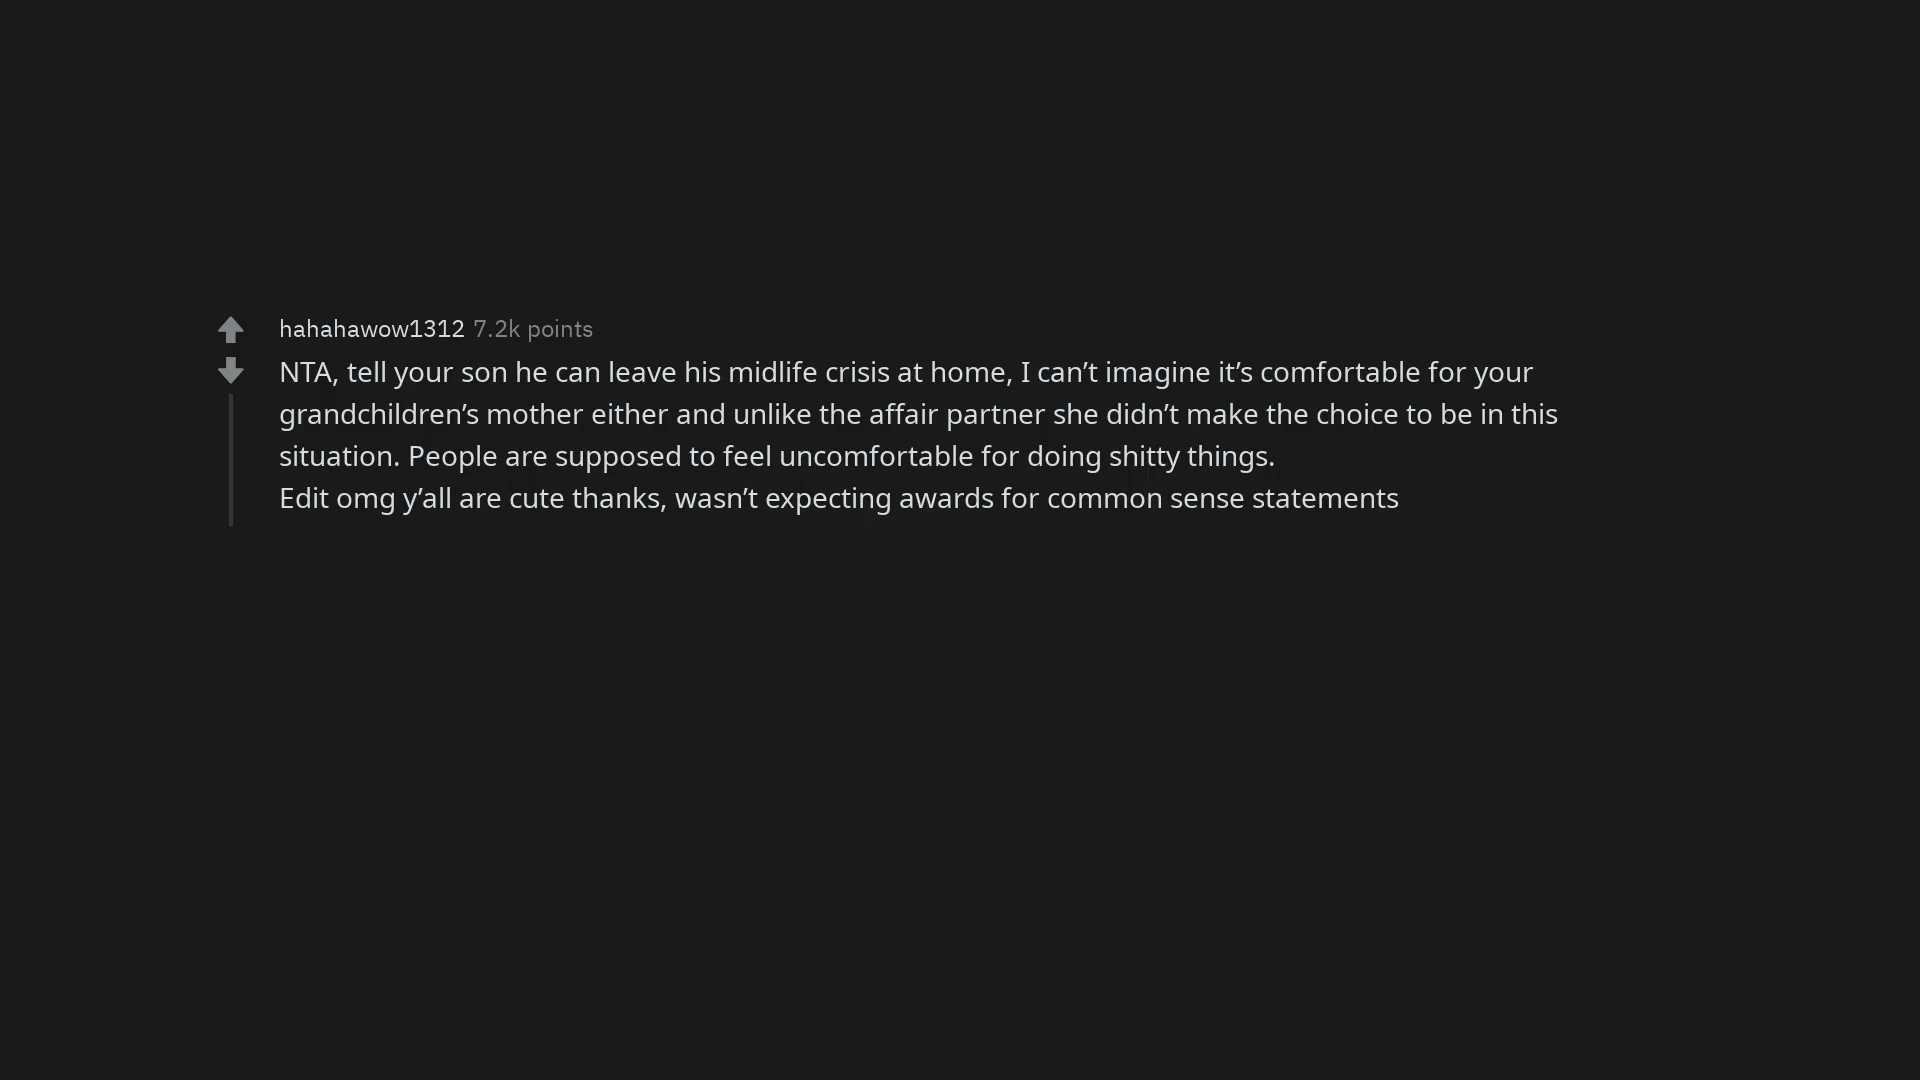 hahahawow1312 7.2k points
NTA, tell your son he can leave his midlife crisis at home, I can’t imagine it’s comfortable for your
grandchildren’s mother either and unlike the affair partner she didn’t make the choice to be in this
situation. People are supposed to feel uncomfortable for doing shitty things.
Edit omg y’all are cute thanks, wasn’t expecting awards for common sense statements